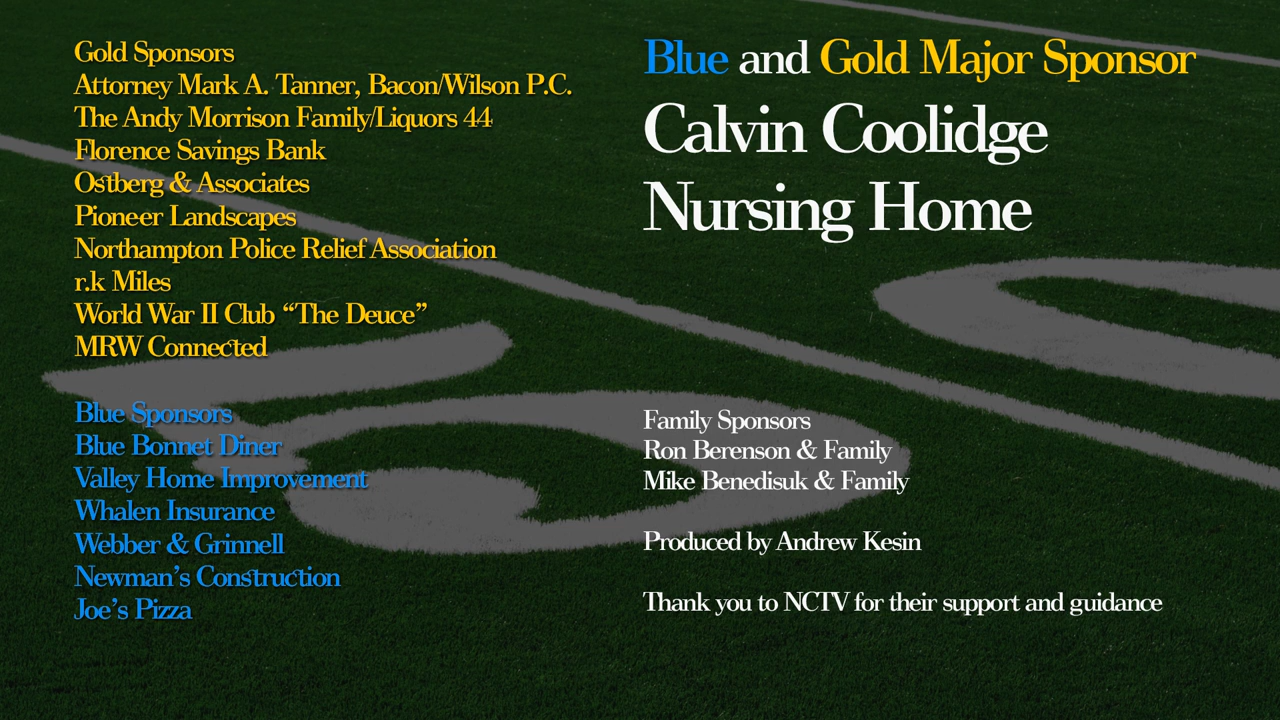 Gold Sponsors
Attorney Mark A. Tanner, Bacon/Wilson P.C.
The Andy Morrison Family/Liquors 44
Florence Savings Bank
Ostberg & Associates
Pioneer Landscapes
Northampton Police Relief Association
r.k Miles
World War II Club “The Deuce”
MRW Connected
Blue Sponsors
Blue Bonnet Diner
Valley Home Improvement
Whalen Insurance
Webber & Grinnell
Newman’s Construction
Joe’s Pizza
Blue and Gold Major Sponsor
Calvin Coolidge
Nursing Home
Family Sponsors
Ron Berenson & Family
Mike Benedisuk & Family
Produced by Andrew Kesin
Thank you to NCTV for their support and guidance